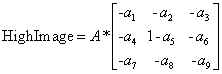 HighImage = A * [ -a₁ -a₂ -a₃
-a₄ 1-a₅ -a₆
-a₇ -a₈ -a₉ ]